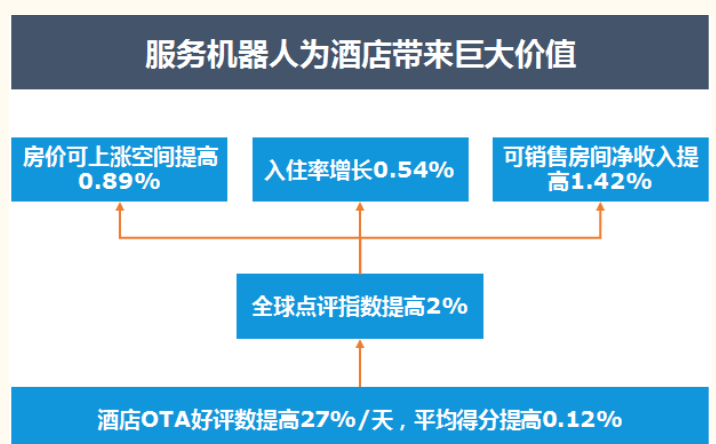 服务机器人为酒店带来巨大价值
房价可上涨空间提高
0.89%
入住率增长0.54%
可销售房间净收入提
高1.42%
全球点评指数提高2%
酒店OTA好评数提高27%/天，平均得分提高0.12%